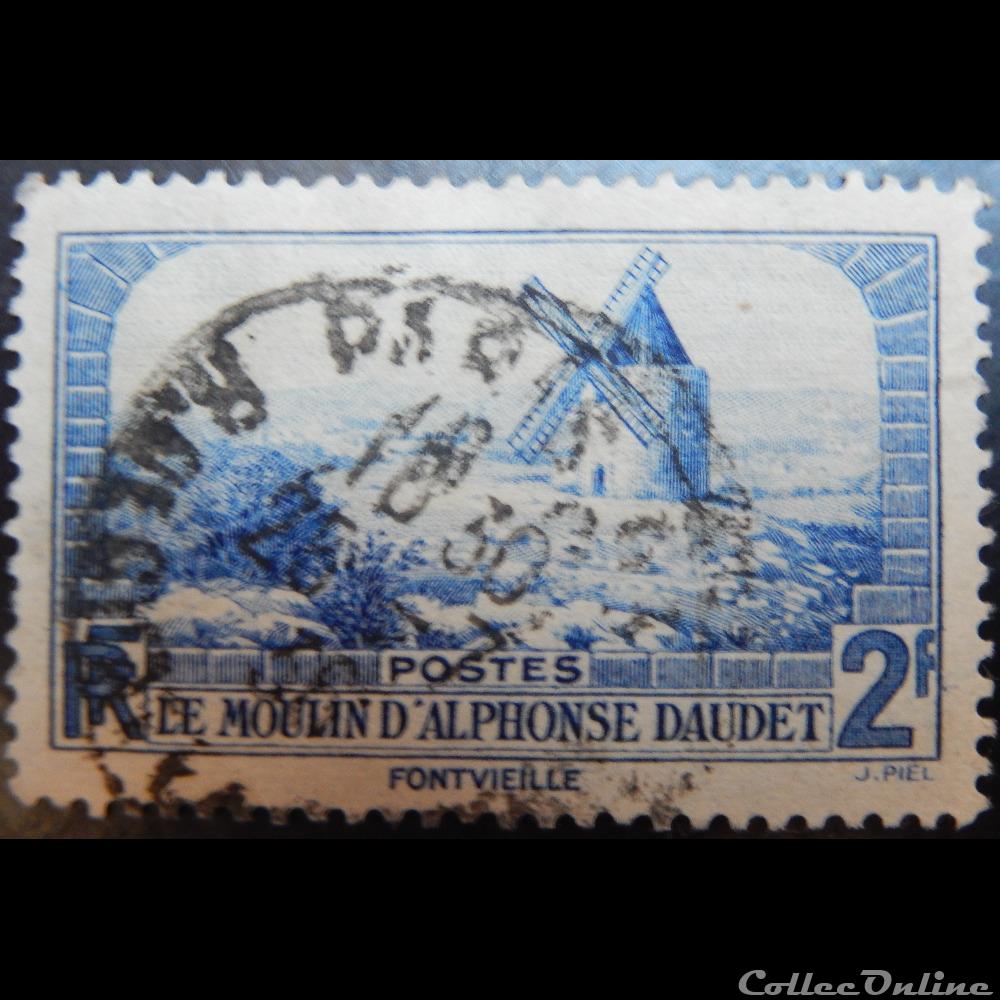 POSTES
RF 2F
LE MOULIN D'ALPHONSE DAUDET
FONTVIEILLE
J. PIEL
CollecOnline